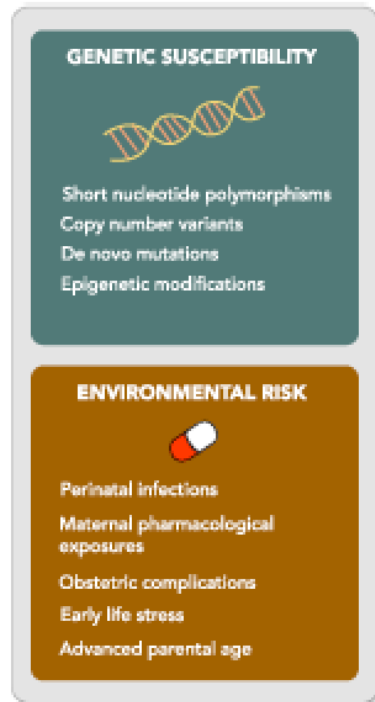 GENETIC SUSCEPTIBILITY
Short nucleotide polymorphisms
Copy number variants
De novo mutations
Epigenetic modifications
ENVIRONMENTAL RISK
Perinatal infections
Maternal pharmacological
exposures
Obstetric complications
Early life stress
Advanced parental age